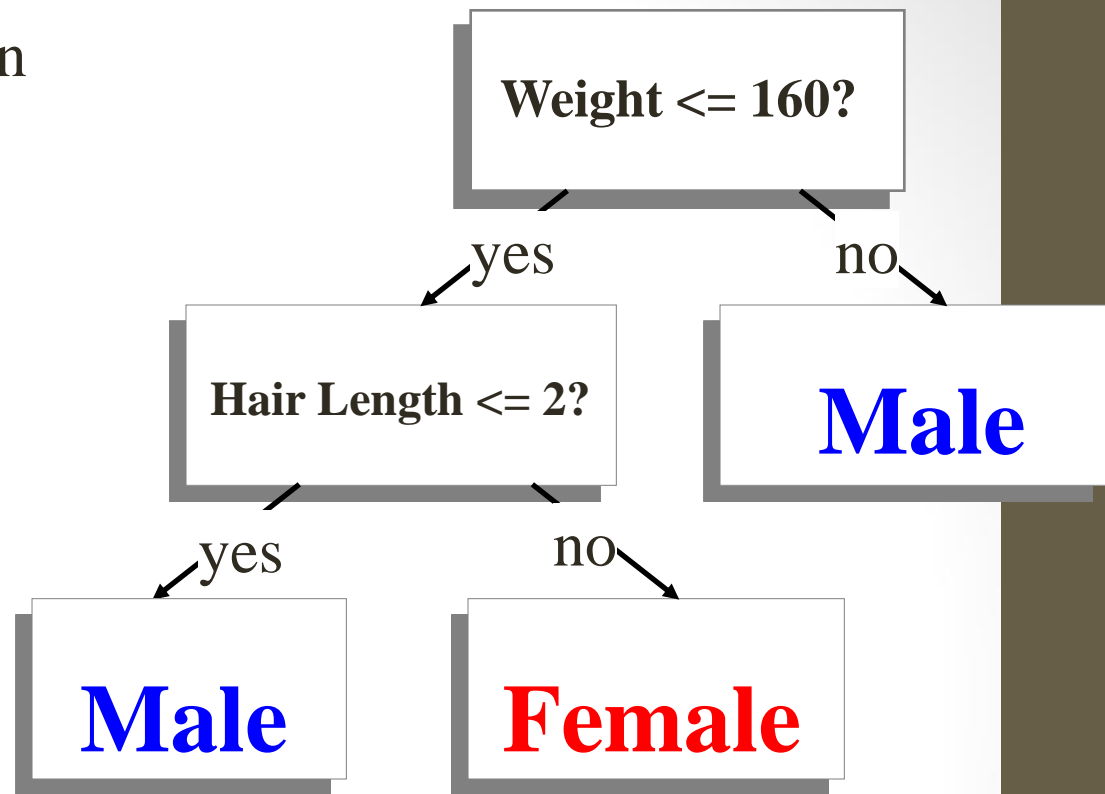 n
Weight <= 160?
yes
no
Hair Length <= 2?
Male
yes
no
Male
Female